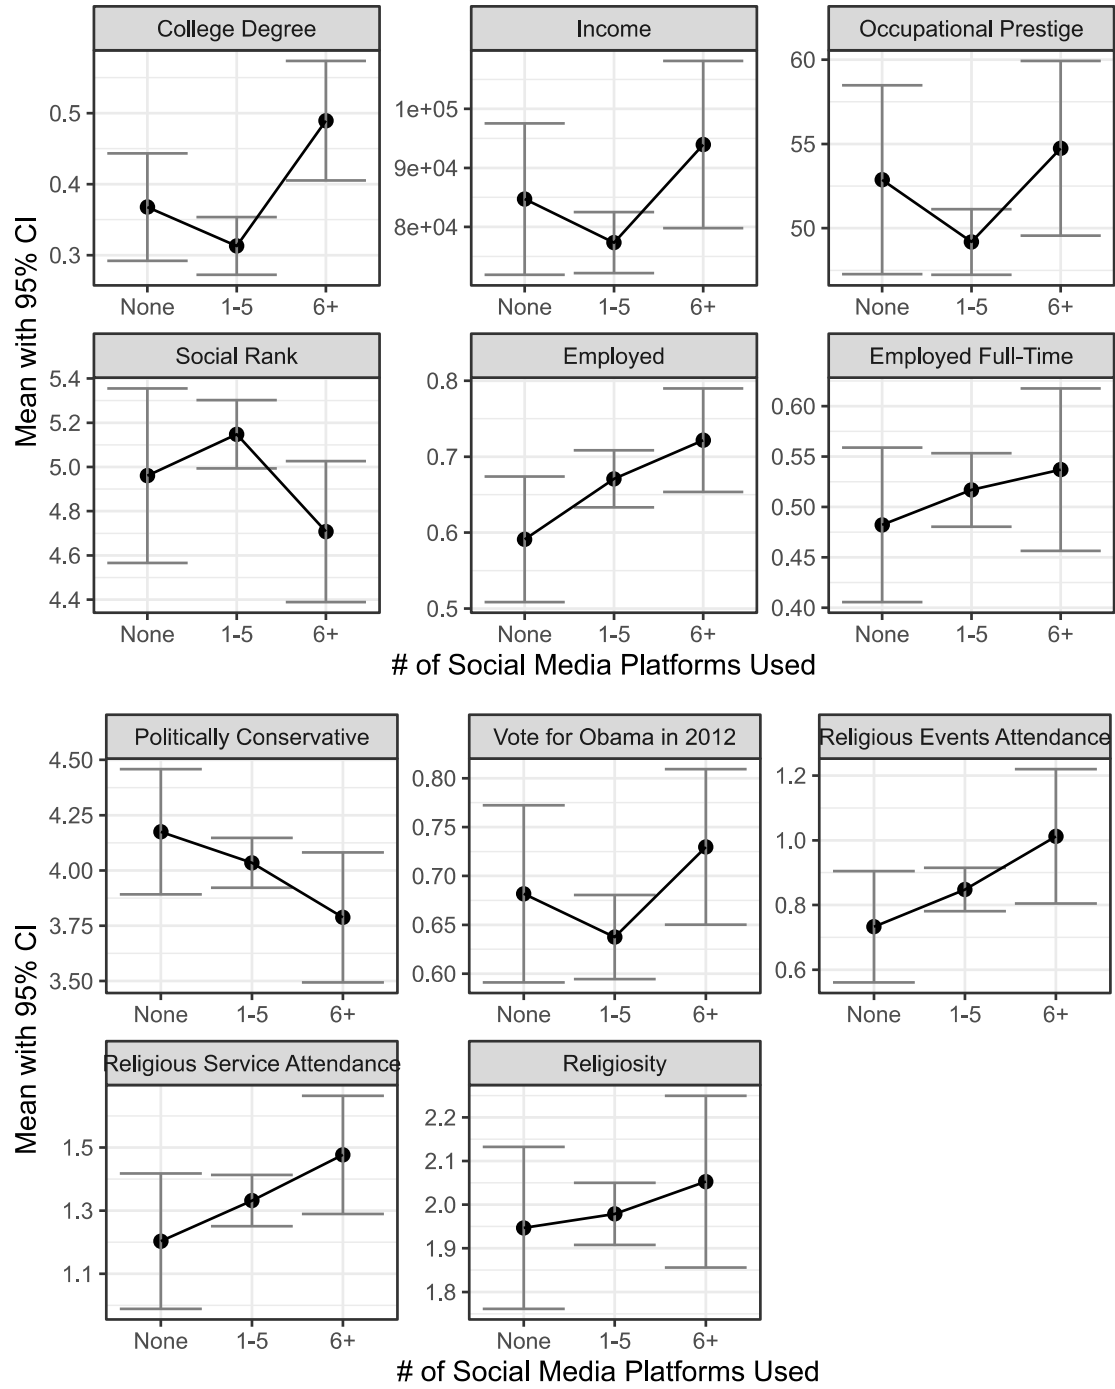 College Degree
Income
Occupational Prestige
0.5
0.4
0.3
1e+05
9e+04
8e+04
60
55
50
None 1-5 6+
None 1-5 6+
None 1-5 6+
Social Rank
Employed
Employed Full-Time
5.4
5.2
5.0
4.8
4.6
4.4
0.8
0.7
0.6
0.5
0.60
0.55
0.50
0.45
0.40
None 1-5 6+
None 1-5 6+
None 1-5 6+
Mean with 95% CI
# of Social Media Platforms Used
Politically Conservative
Vote for Obama in 2012
Religious Events Attendance
4.50
4.25
4.00
3.75
3.50
0.80
0.75
0.70
0.65
0.60
1.2
1.0
0.8
0.6
None 1-5 6+
None 1-5 6+
None 1-5 6+
Religious Service Attendance
Religiosity
1.5
1.3
1.1
2.2
2.1
2.0
1.9
1.8
None 1-5 6+
None 1-5 6+
Mean with 95% CI
# of Social Media Platforms Used